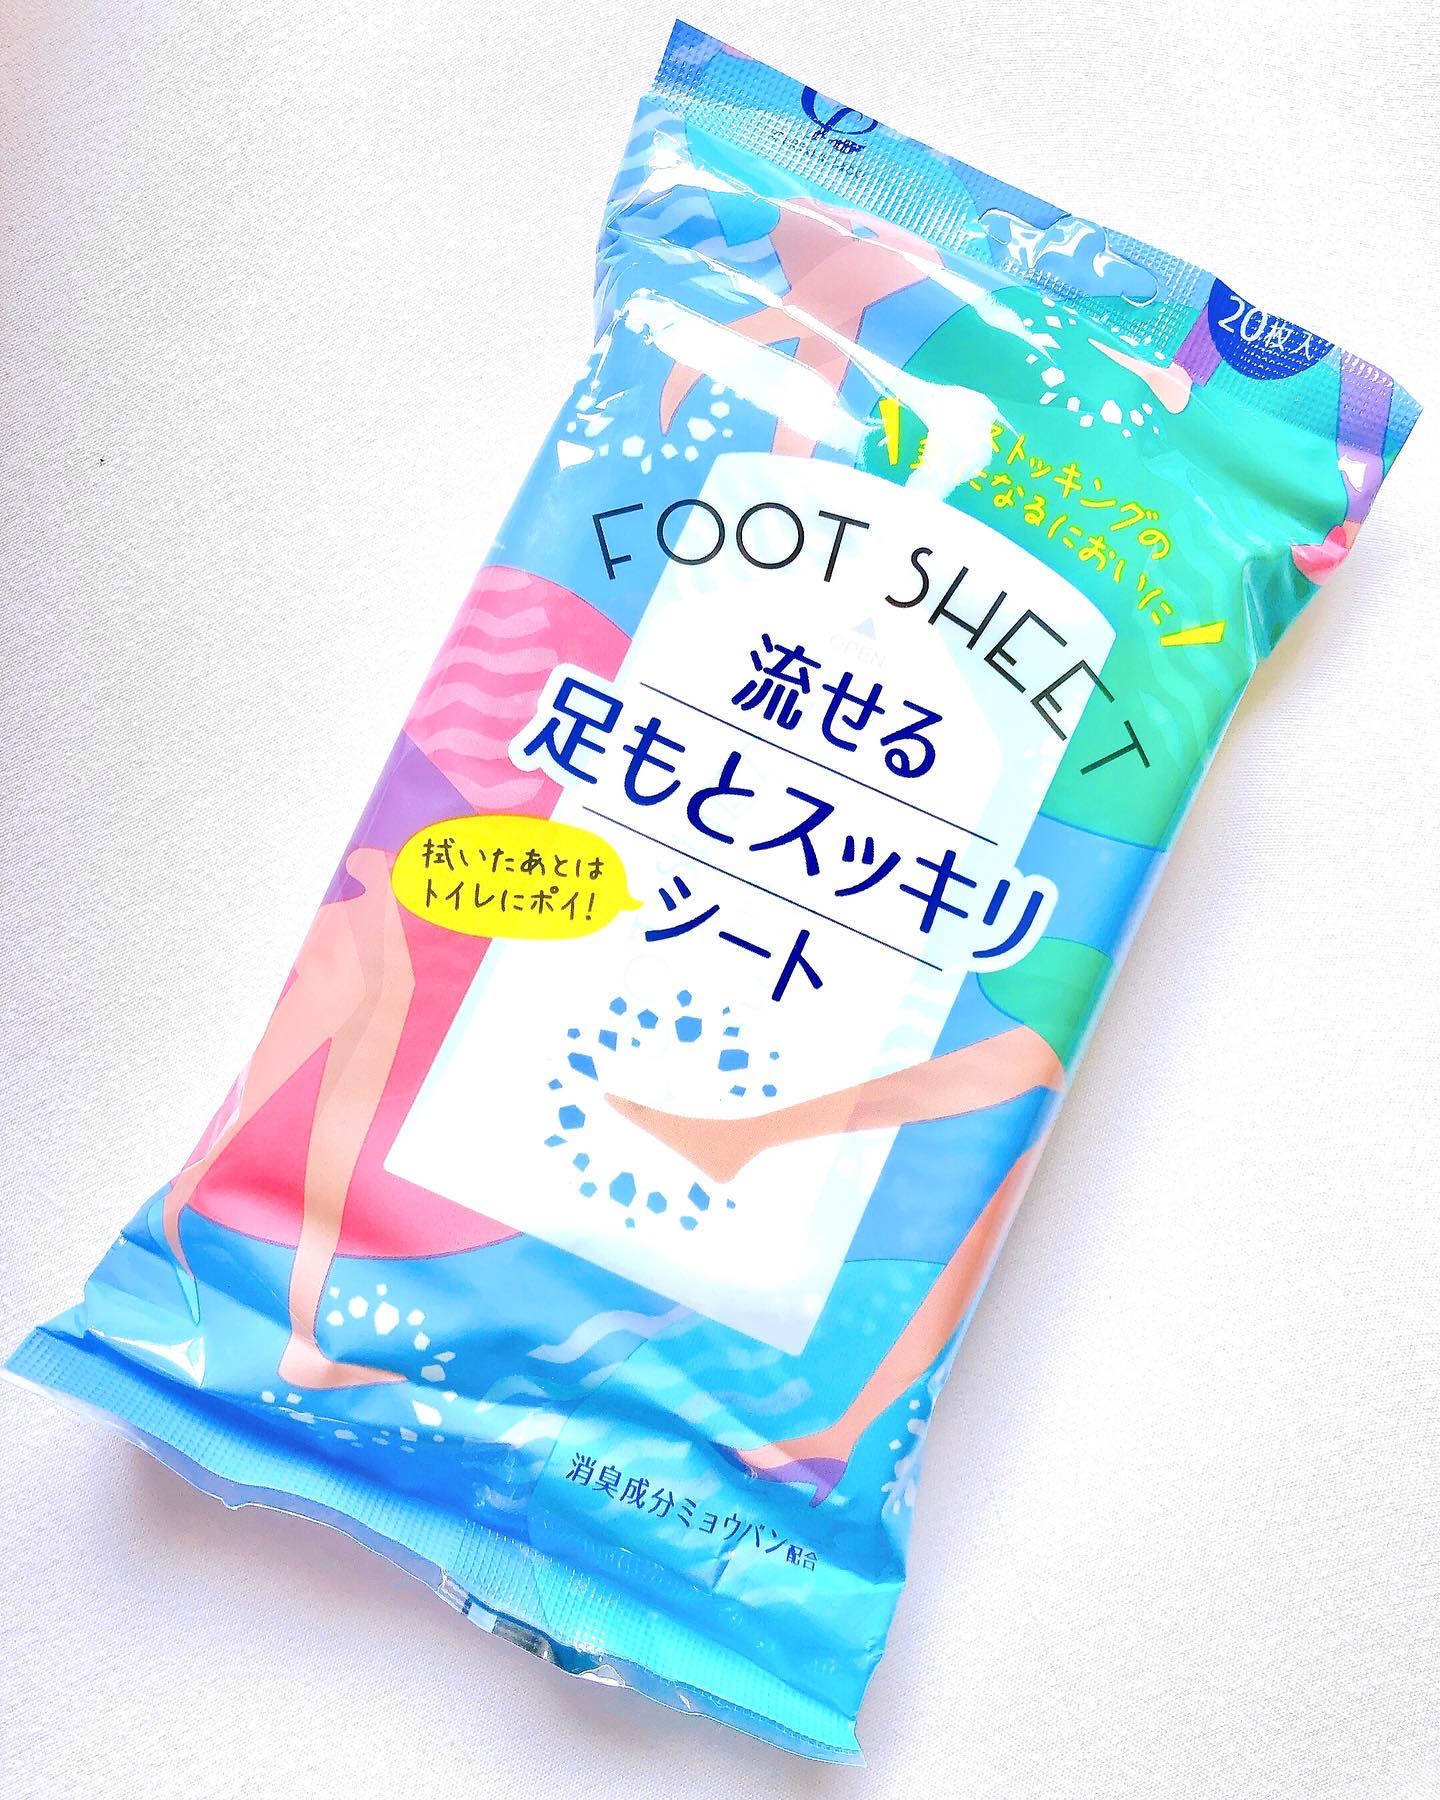 20枚入
ストッキングの
になるにおいに
FOOT SHEET
OPEN
流せる
足もとスッキリ
シート
拭いたあとは
トイレにポイ!
消臭成分ミョウバン配合